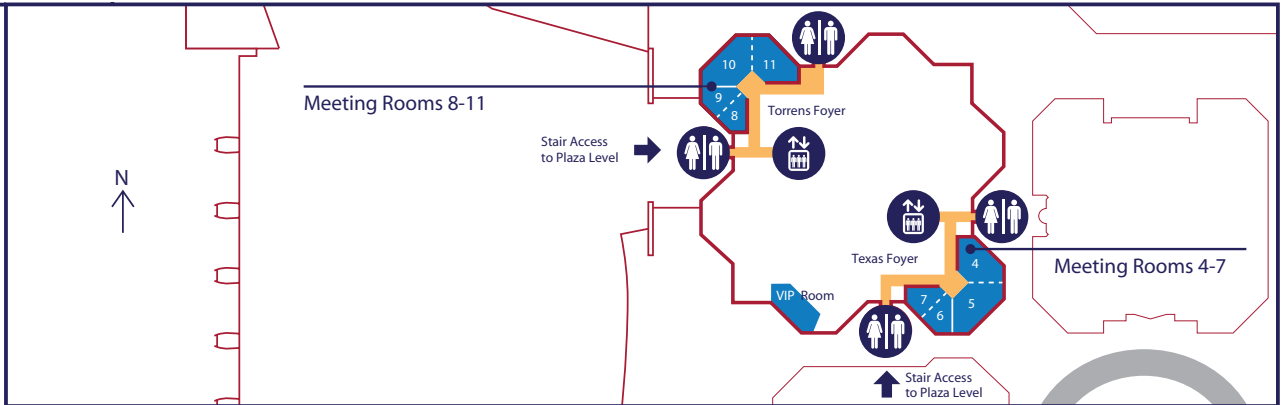 10
11
Meeting Rooms 8-11
9
8
Torrens Foyer
Stair Access
to Plaza Level
N
Texas Foyer
4
Meeting Rooms 4-7
VIP Room
7
5
6
Stair Access
to Plaza Level